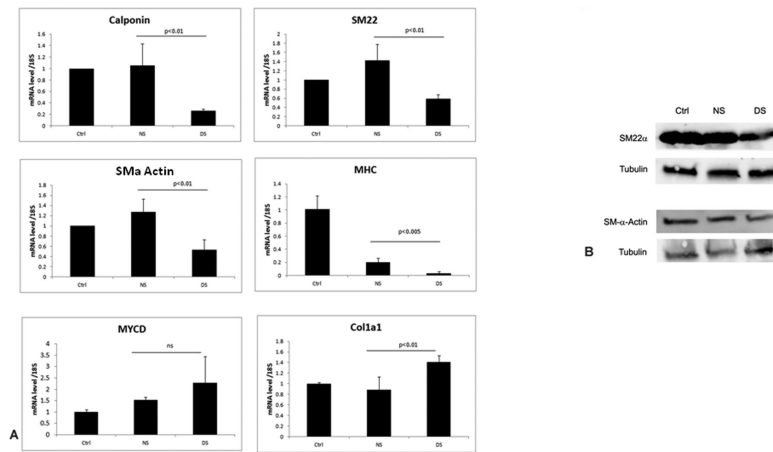 Calponin
p<0.01
mRNA level /18S
1.6
1.4
1.2
1
0.8
0.6
0.4
0.2
0
Ctrl NS DS
SM22
p<0.01
mRNA level/18S
2
1.8
1.6
1.4
1.2
1
0.8
0.6
0.4
0.2
0
Ctrl NS DS
SMa Actin
p<0.01
mRNA level/18S
1.8
1.6
1.4
1.2
1
0.8
0.6
0.4
0.2
0
Ctrl NS DS
MHC
p<0.005
mRNA level/18S
1.4
1.2
1
0.8
0.6
0.4
0.2
0
Ctrl NS DS
MYCD
ns
mRNA level/18S
4
3.5
3
2.5
2
1.5
1
0.5
0
Ctrl NS DS
Col1a1
p<0.01
mRNA level /18S
1.8
1.6
1.4
1.2
1
0.8
0.6
0.4
0.2
0
Ctrl NS DS
A
Ctrl NS DS
SM22α
Tubulin
SM-α-Actin
B
Tubulin